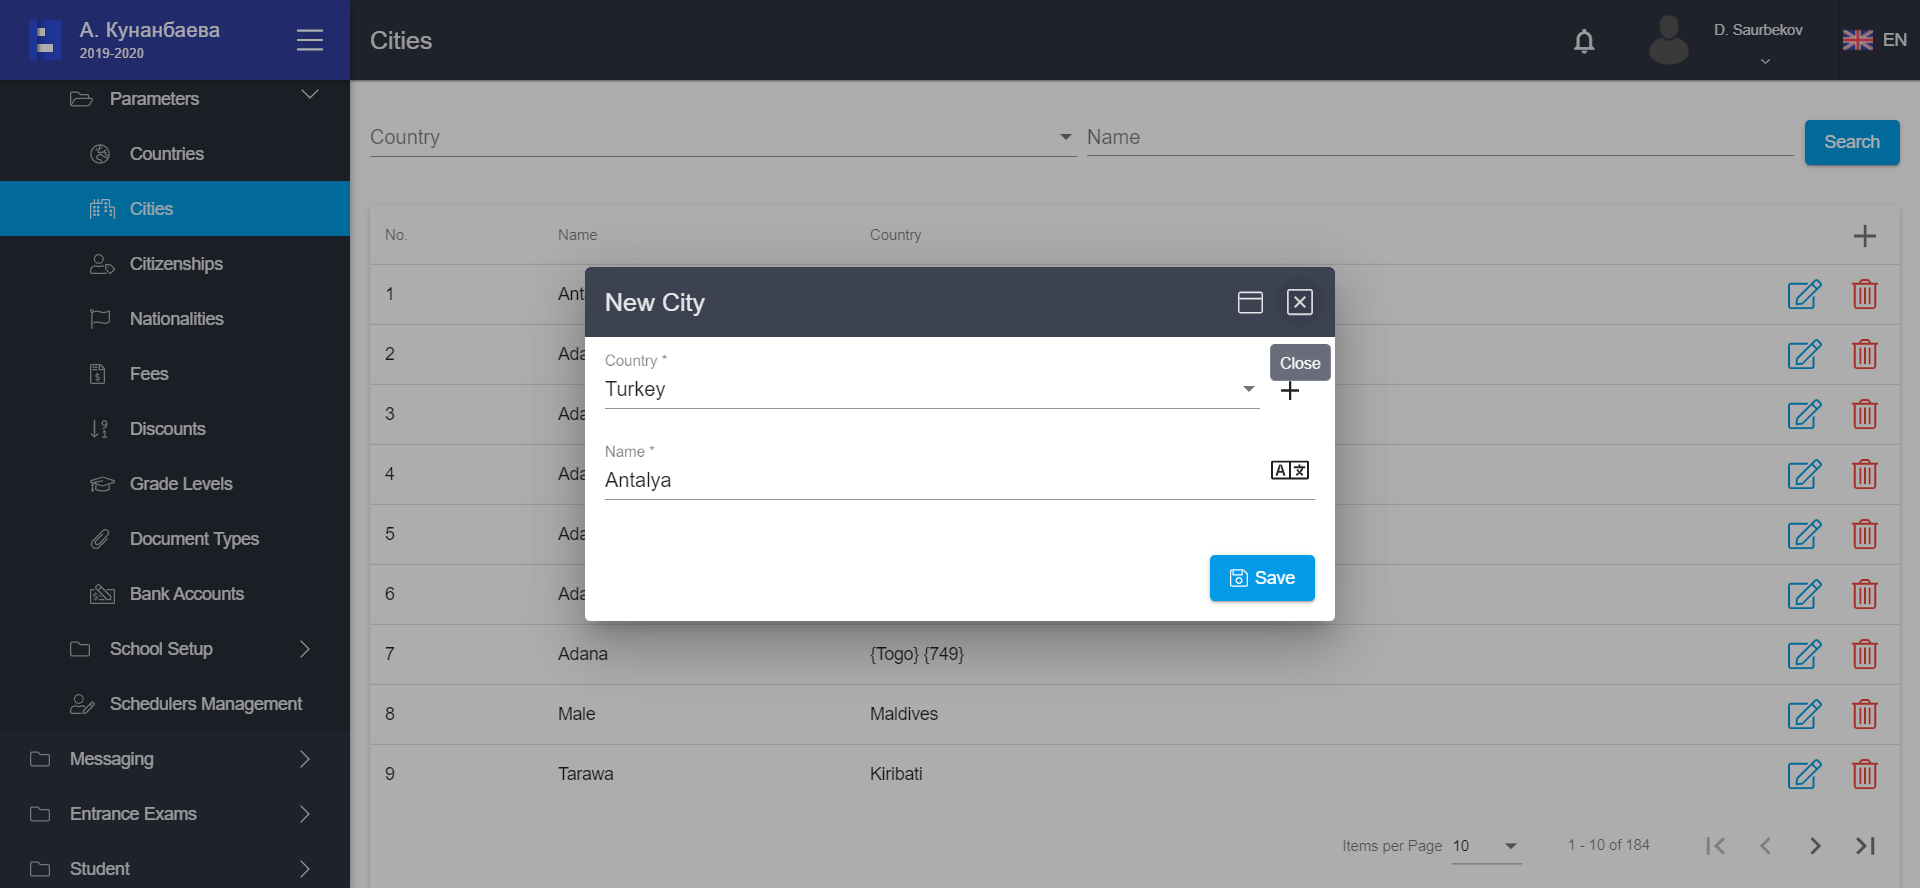 А. Кунанбаева
2019-2020
Cities
D. Saurbekov
EN
Parameters
Countries
Cities
Citizenships
Nationalities
Fees
Discounts
Grade Levels
Document Types
Bank Accounts
School Setup
Schedulers Management
Messaging
Entrance Exams
Student
Country
Name
Search
No. Name Country
1 Ant
2 Ada
3 Ada
4 Ada
5 Ada
6 Ada
7 Adana {Togo} {749}
8 Male Maldives
9 Tarawa Kiribati
Items per Page 10 1 - 10 of 184
New City
Close
Country *
Turkey
Name *
Antalya
Save